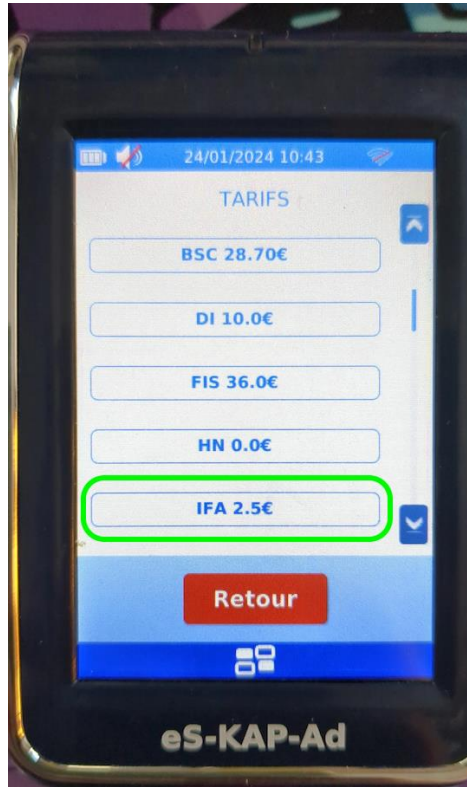 24/01/2024 10:43
TARIFS
BSC 28.70€
DI 10.0€
FIS 36.0€
HN 0.0€
IFA 2.5€
Retour
eS-KAP-Ad